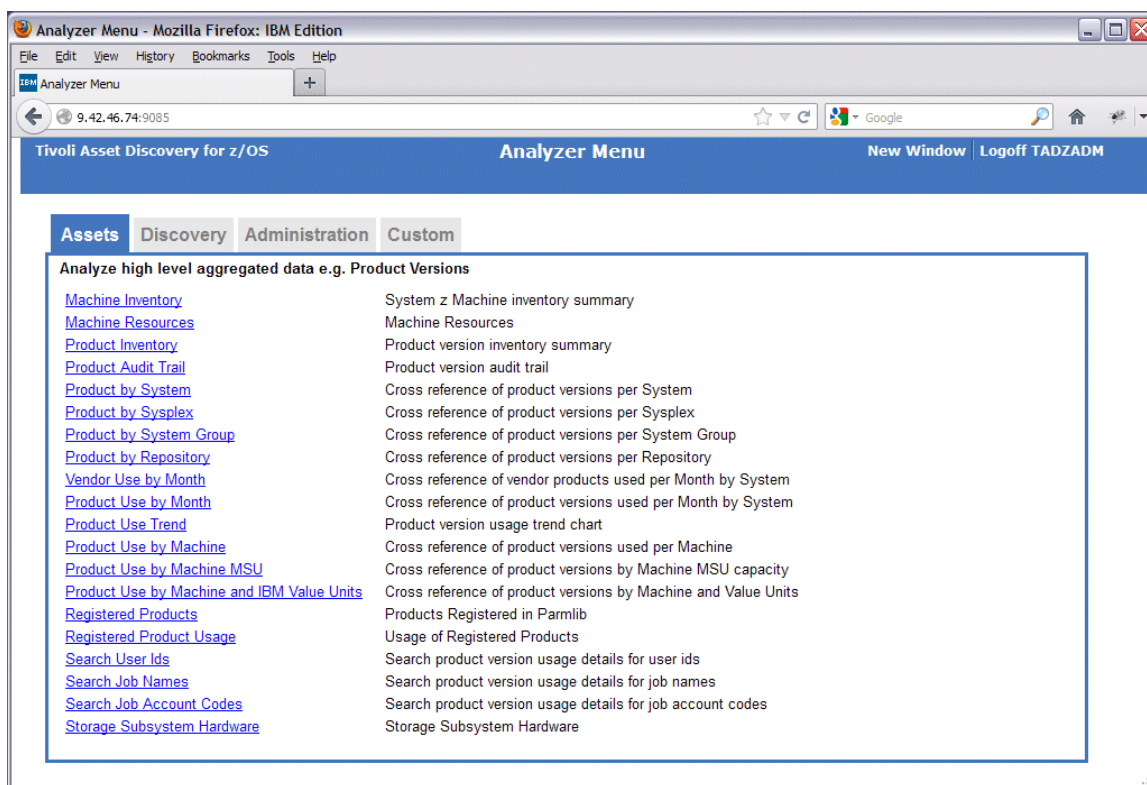 Analyzer Menu - Mozilla Firefox: IBM Edition
File Edit View History Bookmarks Tools Help
IBM Analyzer Menu +
9.42.46.74:9085 Google
Tivoli Asset Discovery for z/OS Analyzer Menu New Window Logoff TADZADM
Assets Discovery Administration Custom
Analyze high level aggregated data e.g. Product Versions
Machine Inventory System z Machine inventory summary
Machine Resources Machine Resources
Product Inventory Product version inventory summary
Product Audit Trail Product version audit trail
Product by System Cross reference of product versions per System
Product by Sysplex Cross reference of product versions per Sysplex
Product by System Group Cross reference of product versions per System Group
Product by Repository Cross reference of product versions per Repository
Vendor Use by Month Cross reference of vendor products used per Month by System
Product Use by Month Cross reference of product versions used per Month by System
Product Use Trend Product version usage trend chart
Product Use by Machine Cross reference of product versions used per Machine
Product Use by Machine MSU Cross reference of product versions by Machine MSU capacity
Product Use by Machine and IBM Value Units Cross reference of product versions by Machine and Value Units
Registered Products Products Registered in Parmlib
Registered Product Usage Usage of Registered Products
Search User Ids Search product version usage details for user ids
Search Job Names Search product version usage details for job names
Search Job Account Codes Search product version usage details for job account codes
Storage Subsystem Hardware Storage Subsystem Hardware